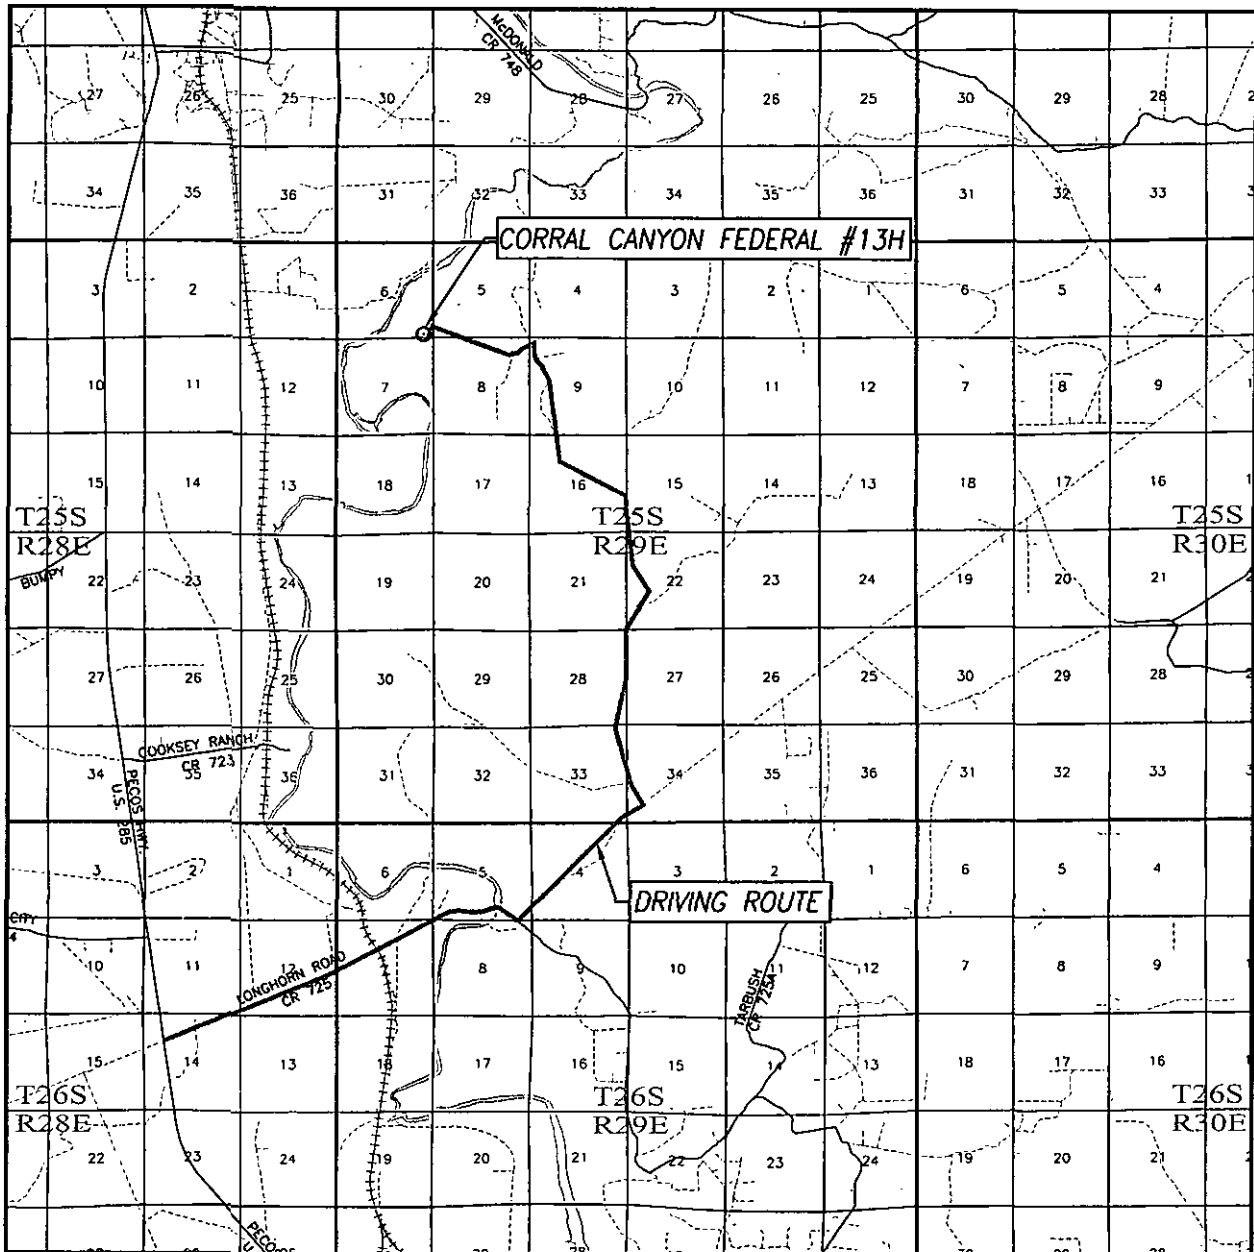 McDONALD
CR 748
27 26 25 30 29 28 27 26 25 30 29 28
34 35 36 31 32 33 34 35 36 31 32 33
CORRAL CANYON FEDERAL #13H
3 2 1 6 5 4 3 2 1 6 5 4
10 11 12 7 8 9 10 11 12 7 8 9
15 14 13 18 17 16 15 14 13 18 17 16
T25S T25S T25S
R28E R29E R30E
BUMPY
22 23 24 19 20 21 22 23 24 19 20 21
27 26 25 30 29 28 27 26 25 30 29 28
COOKSEY RANCH
CR 723
34 35 36 31 32 33 34 35 36 31 32 33
PECOS HWY.
U.S. 285
3 2 1 6 5 4 3 2 1 6 5 4
DRIVING ROUTE
CITY
4
10 11 12 7 8 9 10 11 12 7 8 9
LONGHORN ROAD
CR 725
TARBUSH
CR 725A
15 14 13 18 17 16 15 14 13 18 17 16
T26S T26S T26S
R28E R29E R30E
22 23 24 19 20 21 22 23 24 19 20 21
PECOS